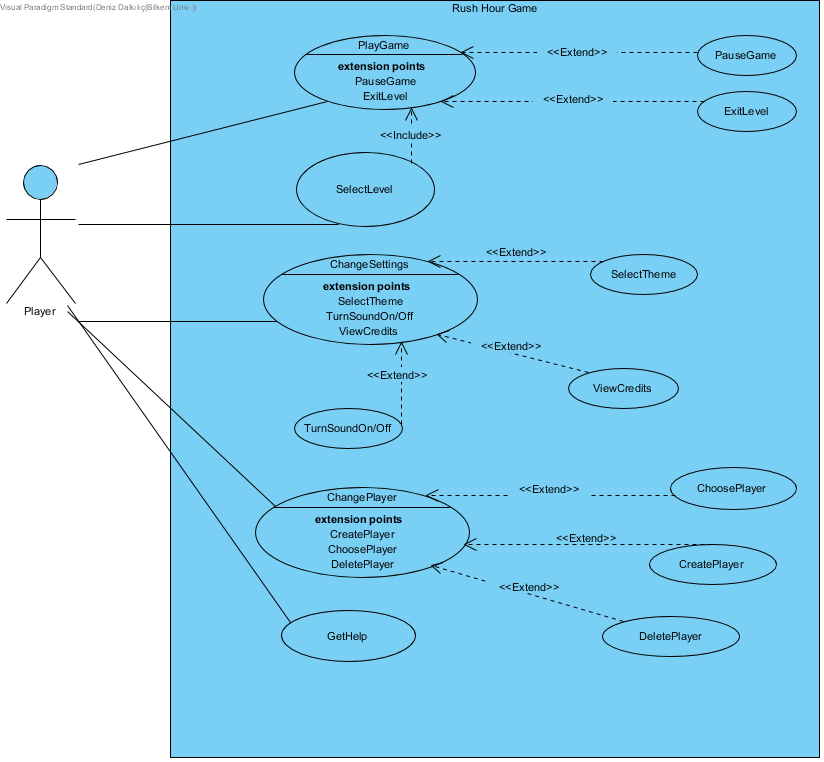 Visual Paradigm Standard(Deniz Dalkılıç(Bilkent Univ. ))
Rush Hour Game
PlayGame
extension points
PauseGame
ExitLevel
<<Extend>>
PauseGame
<<Extend>>
ExitLevel
<<Include>>
SelectLevel
Player
ChangeSettings
extension points
SelectTheme
TurnSoundOn/Off
ViewCredits
<<Extend>>
SelectTheme
<<Extend>>
ViewCredits
<<Extend>>
TurnSoundOn/Off
ChangePlayer
extension points
CreatePlayer
ChoosePlayer
DeletePlayer
<<Extend>>
ChoosePlayer
<<Extend>>
CreatePlayer
<<Extend>>
DeletePlayer
GetHelp